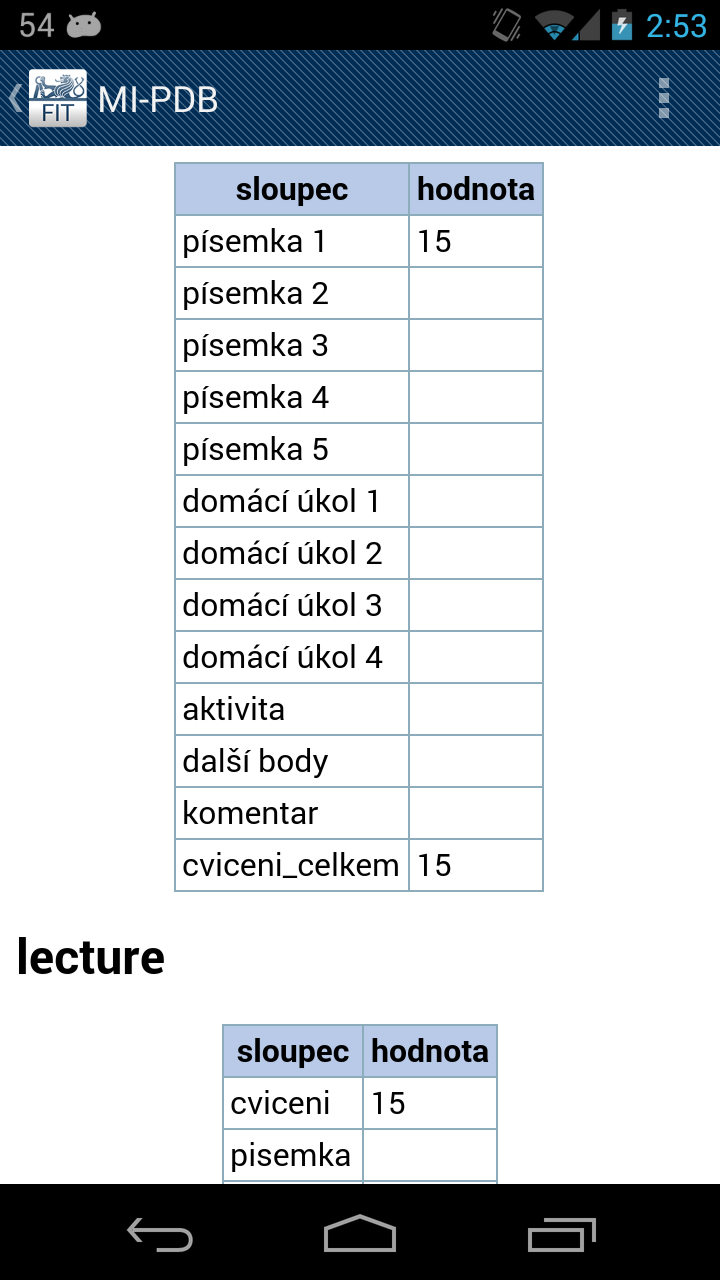 54 2:53
FIT MI-PDB
sloupec hodnota
písemka 1 15
písemka 2
písemka 3
písemka 4
písemka 5
domácí úkol 1
domácí úkol 2
domácí úkol 3
domácí úkol 4
aktivita
další body
komentar
cviceni_celkem 15
lecture
sloupec hodnota
cviceni 15
pisemka